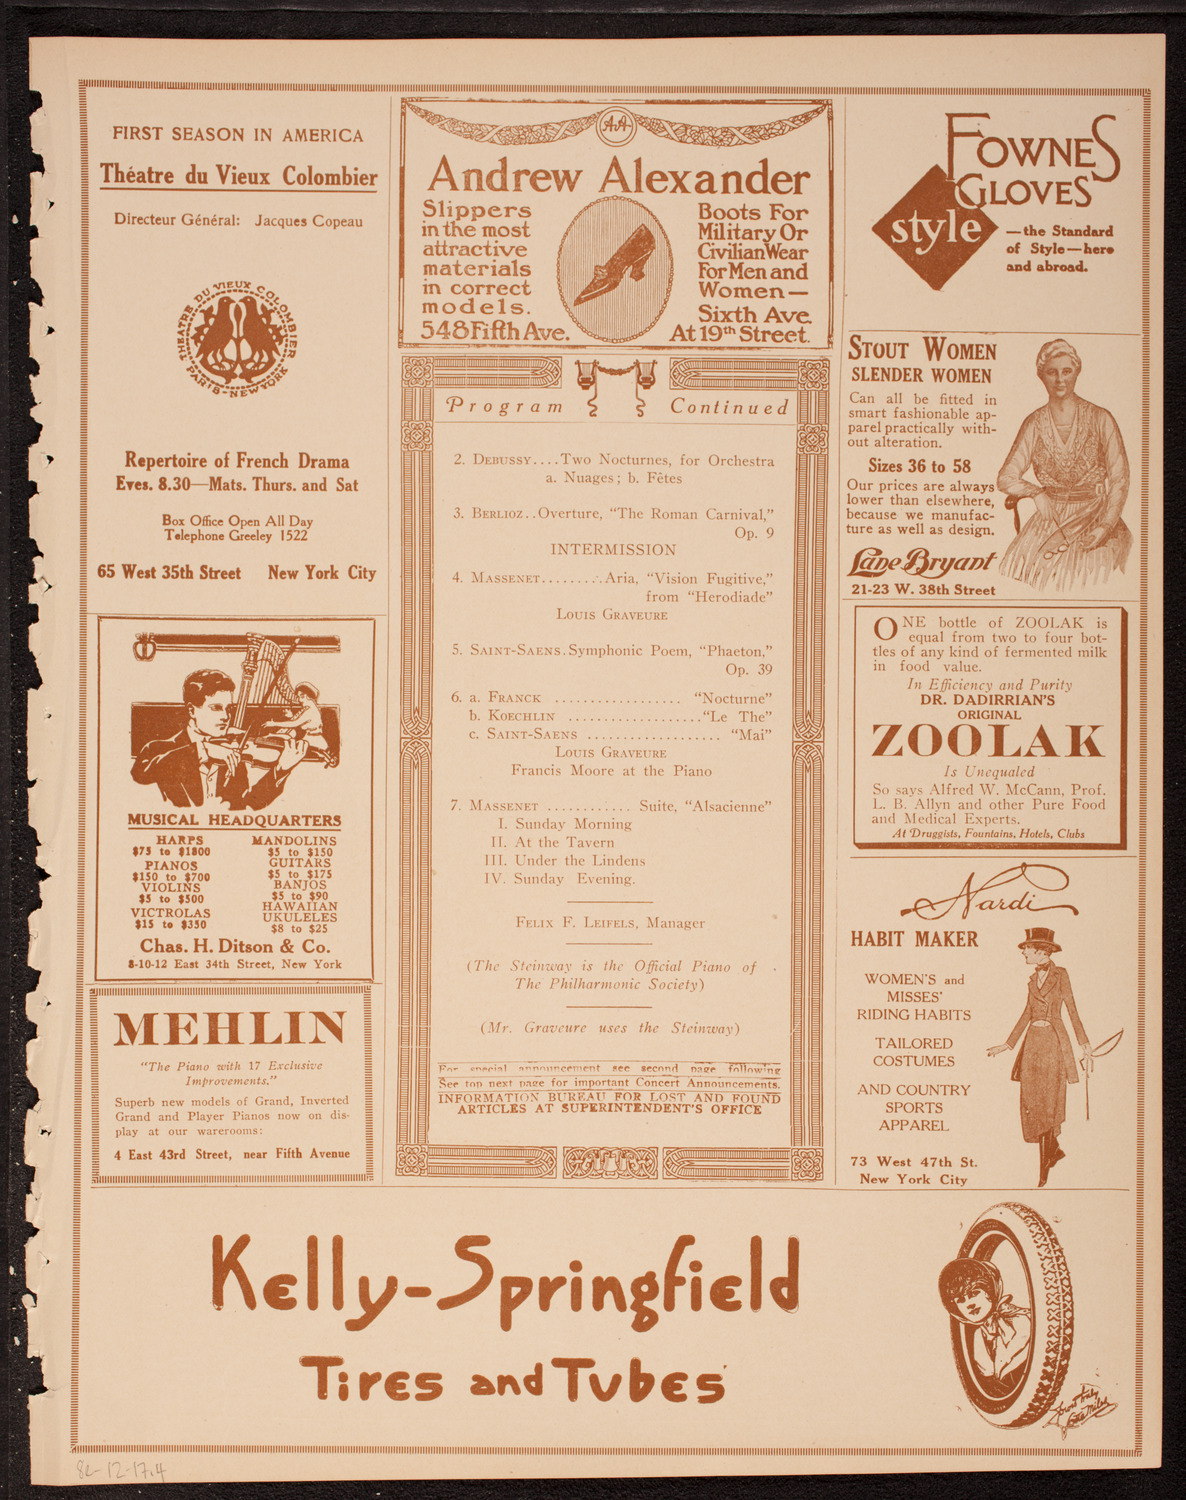 FIRST SEASON IN AMERICA
Théatre du Vieux Colombier
Directeur Général: Jacques Copeau
THEATRE DU VIEUX COLOMBIER
PARIS-NEW YORK
Repertoire of French Drama
Eves. 8.30—Mats. Thurs. and Sat
Box Office Open All Day
Telephone Greeley 1522
65 West 35th Street New York City
MUSICAL HEADQUARTERS
HARPS
$75 to $1800
PIANOS
$150 to $700
VIOLINS
$5 to $500
VICTROLAS
$15 to $350
MANDOLINS
$5 to $150
GUITARS
$5 to $175
BANJOS
$5 to $90
HAWAIIAN
UKULELES
$8 to $25
Chas. H. Ditson & Co.
8-10-12 East 34th Street, New York
MEHLIN
"The Piano with 17 Exclusive
Improvements."
Superb new models of Grand, Inverted
Grand and Player Pianos now on dis-
play at our warerooms:
4 East 43rd Street, near Fifth Avenue
AA
Andrew Alexander
Slippers
in the most
attractive
materials
in correct
models.
548 Fifth Ave.
Boots For
Military Or
Civilian Wear
For Men and
Women—
Sixth Ave.
At 19th Street.
Program Continued
2. DEBUSSY....Two Nocturnes, for Orchestra
a. Nuages; b. Fêtes
3. BERLIOZ..Overture, "The Roman Carnival,"
Op. 9
INTERMISSION
4. MASSENET........Aria, "Vision Fugitive,"
from "Herodiade"
LOUIS GRAVEURE
5. SAINT-SAENS.Symphonic Poem, "Phaeton,"
Op. 39
6. a. FRANCK .................. "Nocturne"
b. KOECHLIN ..................."Le The"
c. SAINT-SAENS ................... "Mai"
LOUIS GRAVEURE
Francis Moore at the Piano
7. MASSENET ............ Suite, "Alsacienne"
I. Sunday Morning
II. At the Tavern
III. Under the Lindens
IV. Sunday Evening.
FELIX F. LEIFELS, Manager
(The Steinway is the Official Piano of
The Philharmonic Society)
(Mr. Graveure uses the Steinway)
For special announcement see second page following
See top next page for important Concert Announcements.
INFORMATION BUREAU FOR LOST AND FOUND
ARTICLES AT SUPERINTENDENT'S OFFICE
FOWNES
GLOVES
style
—the Standard
of Style—here
and abroad.
STOUT WOMEN
SLENDER WOMEN
Can all be fitted in
smart fashionable ap-
parel practically with-
out alteration.
Sizes 36 to 58
Our prices are always
lower than elsewhere,
because we manufac-
ture as well as design.
Lane Bryant
21-23 W. 38th Street
ONE bottle of ZOOLAK is
equal from two to four bot-
tles of any kind of fermented milk
in food value.
In Efficiency and Purity
DR. DADIRRIAN'S
ORIGINAL
ZOOLAK
Is Unequaled
So says Alfred W. McCann, Prof.
L. B. Allyn and other Pure Food
and Medical Experts.
At Druggists, Fountains, Hotels, Clubs
Nardi
HABIT MAKER
WOMEN'S and
MISSES'
RIDING HABITS
TAILORED
COSTUMES
AND COUNTRY
SPORTS
APPAREL
73 West 47th St.
New York City
Kelly-Springfield
Tires and Tubes
82-12-17.4